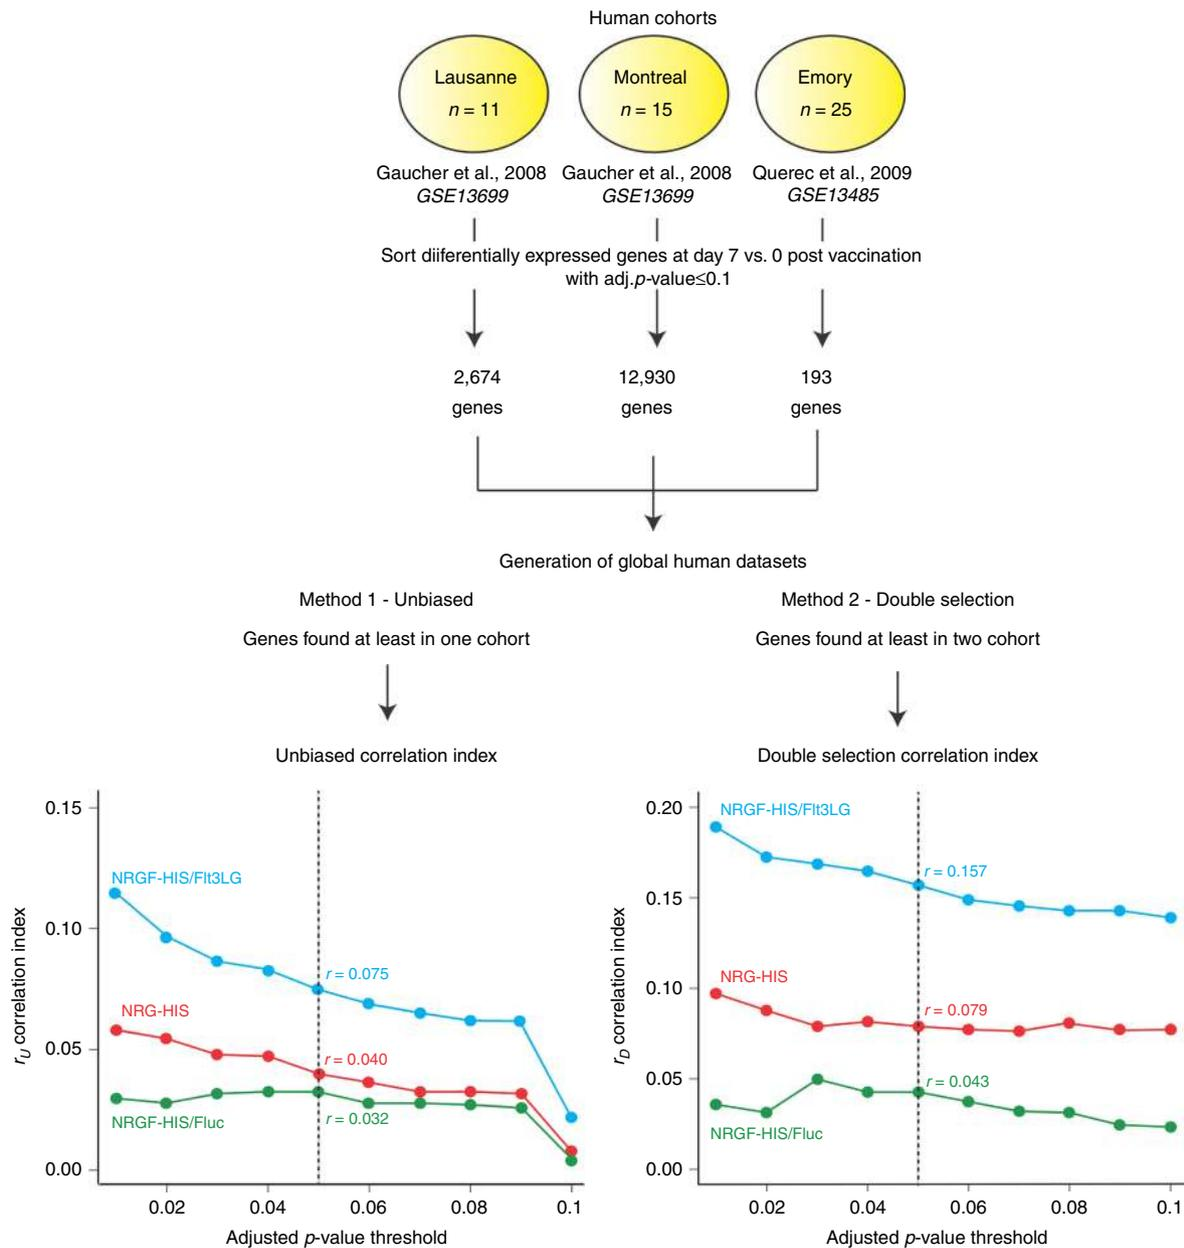 Human cohorts
Lausanne
n = 11
Montreal
n = 15
Emory
n = 25
Gaucher et al., 2008
GSE13699
Gaucher et al., 2008
GSE13699
Querec et al., 2009
GSE13485
Sort diifferentially expressed genes at day 7 vs. 0 post vaccination
with adj.p-value≤0.1
2,674
genes
12,930
genes
193
genes
Generation of global human datasets
Method 1 - Unbiased
Genes found at least in one cohort
Unbiased correlation index
0.15
0.10
0.05
0.00
rU correlation index
NRGF-HIS/Flt3LG
r = 0.075
NRG-HIS
r = 0.040
NRGF-HIS/Fluc
r = 0.032
0.02
0.04
0.06
0.08
0.1
Adjusted p-value threshold
Method 2 - Double selection
Genes found at least in two cohort
Double selection correlation index
0.20
0.15
0.10
0.05
0.00
rD correlation index
NRGF-HIS/Flt3LG
r = 0.157
NRG-HIS
r = 0.079
r = 0.043
NRGF-HIS/Fluc
0.02
0.04
0.06
0.08
0.1
Adjusted p-value threshold